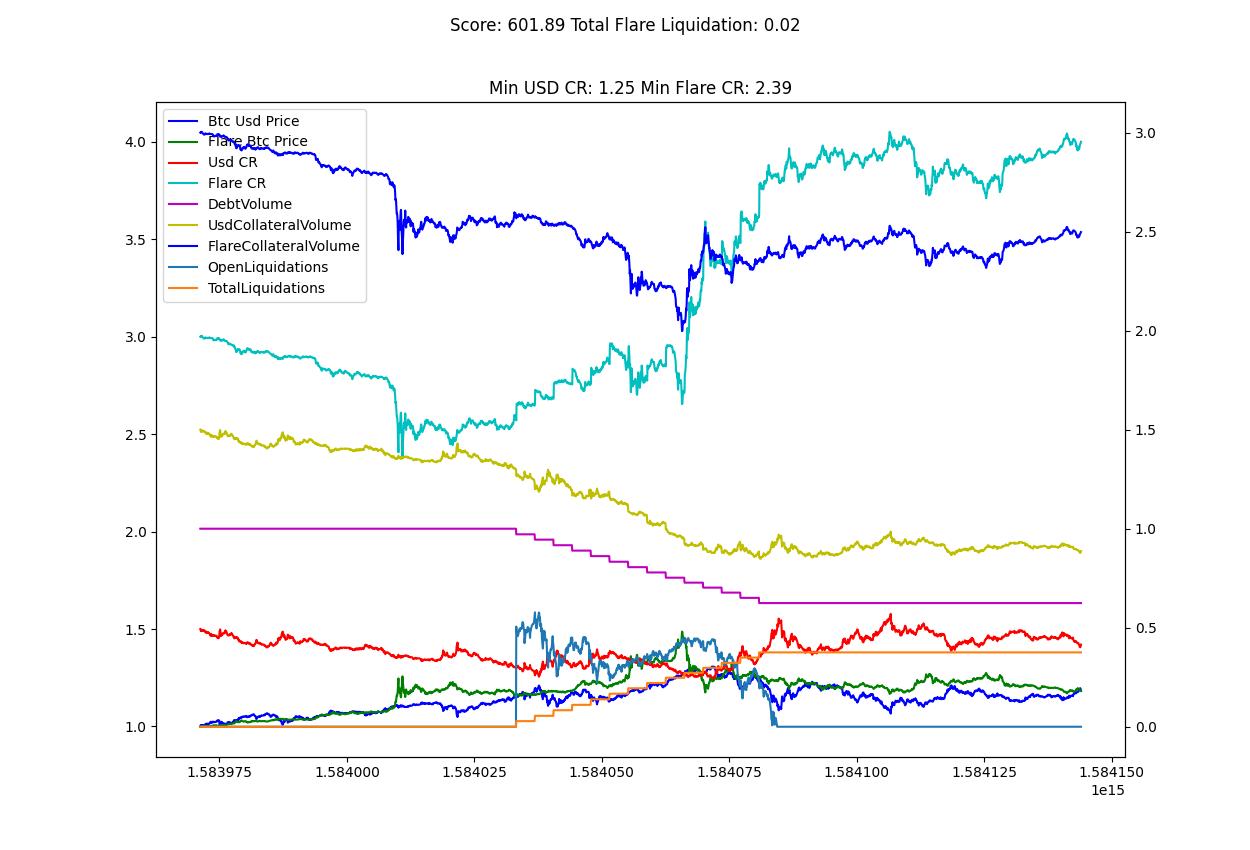 Score: 601.89 Total Flare Liquidation: 0.02
Min USD CR: 1.25 Min Flare CR: 2.39
Btc Usd Price
Flare Btc Price
Usd CR
Flare CR
DebtVolume
UsdCollateralVolume
FlareCollateralVolume
OpenLiquidations
TotalLiquidations
4.0
3.5
3.0
2.5
2.0
1.5
1.0
3.0
2.5
2.0
1.5
1.0
0.5
0.0
1.583975 1.584000 1.584025 1.584050 1.584075 1.584100 1.584125 1.584150
1e15